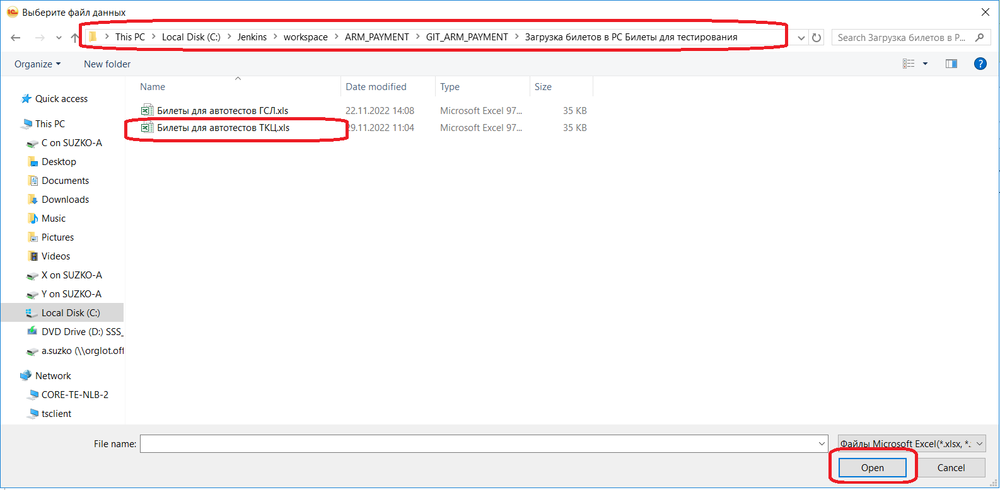 Выберите файл данных
This PC > Local Disk (C:) > Jenkins > workspace > ARM_PAYMENT > GIT_ARM_PAYMENT > Загрузка билетов в РС Билеты для тестирования
Search Загрузка билетов в Р...
Organize
New folder
Name Date modified Type Size
Билеты для автотестов ГСЛ.xls 22.11.2022 14:08 Microsoft Excel 97... 35 KB
Билеты для автотестов ТКЦ.xls 29.11.2022 11:04 Microsoft Excel 97... 35 KB
Quick access
This PC
C on SUZKO-A
Desktop
Documents
Downloads
Music
Pictures
Videos
X on SUZKO-A
Y on SUZKO-A
Local Disk (C:)
DVD Drive (D:) SSS_
a.suzko (\\orglot.off
Network
CORE-TE-NLB-2
tsclient
File name:
Файлы Microsoft Excel(*.xlsx, *.
Open
Cancel